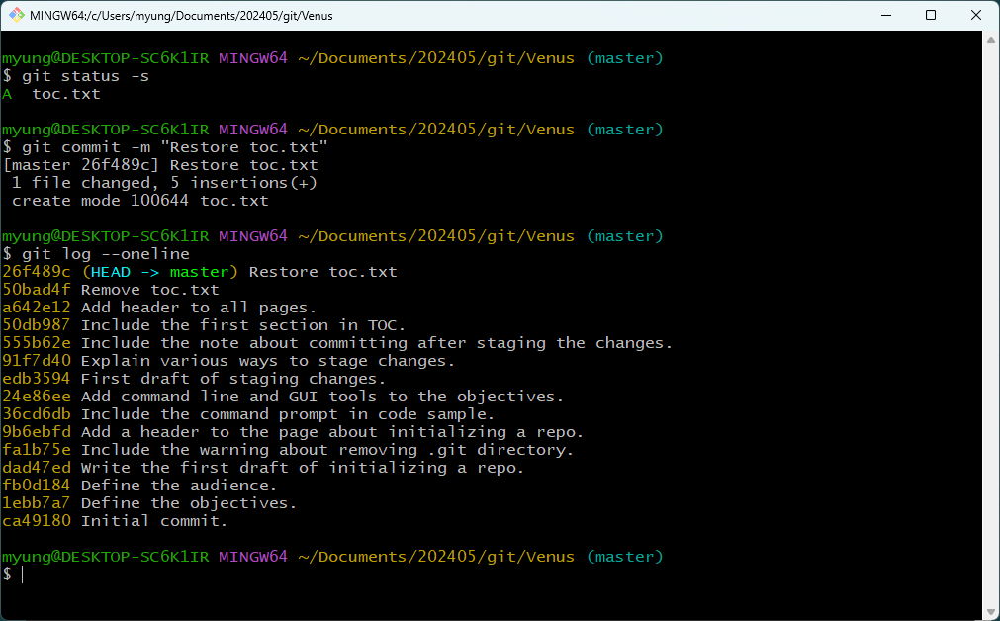 MINGW64:/c/Users/myung/Documents/202405/git/Venus
myung@DESKTOP-SC6K1IR MINGW64 ~/Documents/202405/git/Venus (master)
$ git status -s
A  toc.txt
myung@DESKTOP-SC6K1IR MINGW64 ~/Documents/202405/git/Venus (master)
$ git commit -m "Restore toc.txt"
[master 26f489c] Restore toc.txt
 1 file changed, 5 insertions(+)
 create mode 100644 toc.txt
myung@DESKTOP-SC6K1IR MINGW64 ~/Documents/202405/git/Venus (master)
$ git log --oneline
26f489c (HEAD -> master) Restore toc.txt
50bad4f Remove toc.txt
a642e12 Add header to all pages.
50db987 Include the first section in TOC.
555b62e Include the note about committing after staging the changes.
91f7d40 Explain various ways to stage changes.
edb3594 First draft of staging changes.
24e86ee Add command line and GUI tools to the objectives.
36cd6db Include the command prompt in code sample.
9b6ebfd Add a header to the page about initializing a repo.
fa1b75e Include the warning about removing .git directory.
dad47ed Write the first draft of initializing a repo.
fb0d184 Define the audience.
1ebb7a7 Define the objectives.
ca49180 Initial commit.
myung@DESKTOP-SC6K1IR MINGW64 ~/Documents/202405/git/Venus (master)
$